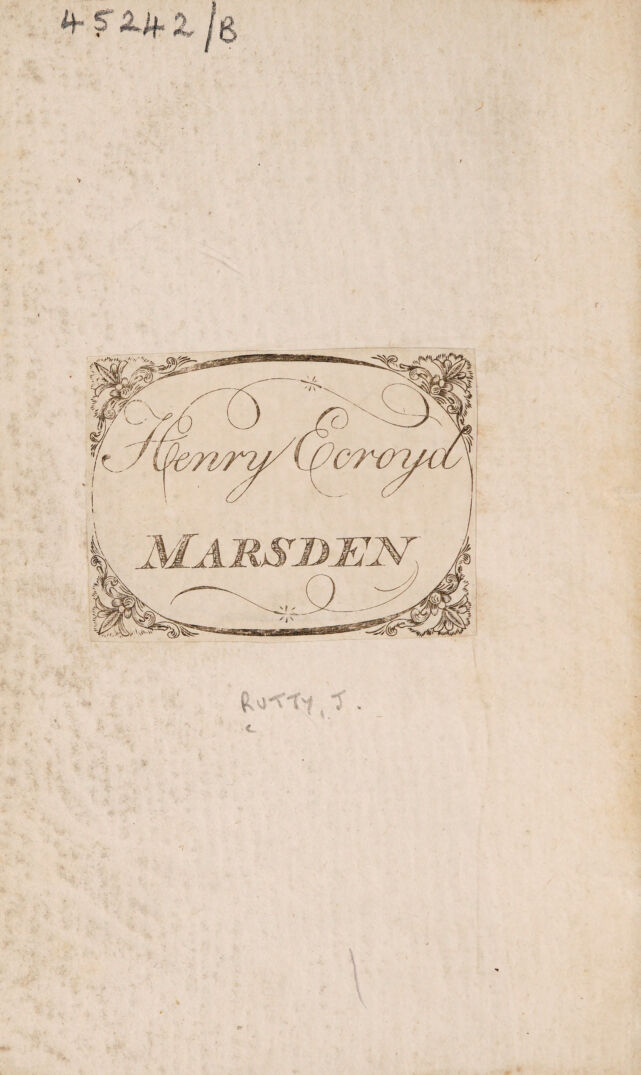 45242/B
Henry Ecroyd
MARSDEN
RUTTY, J.